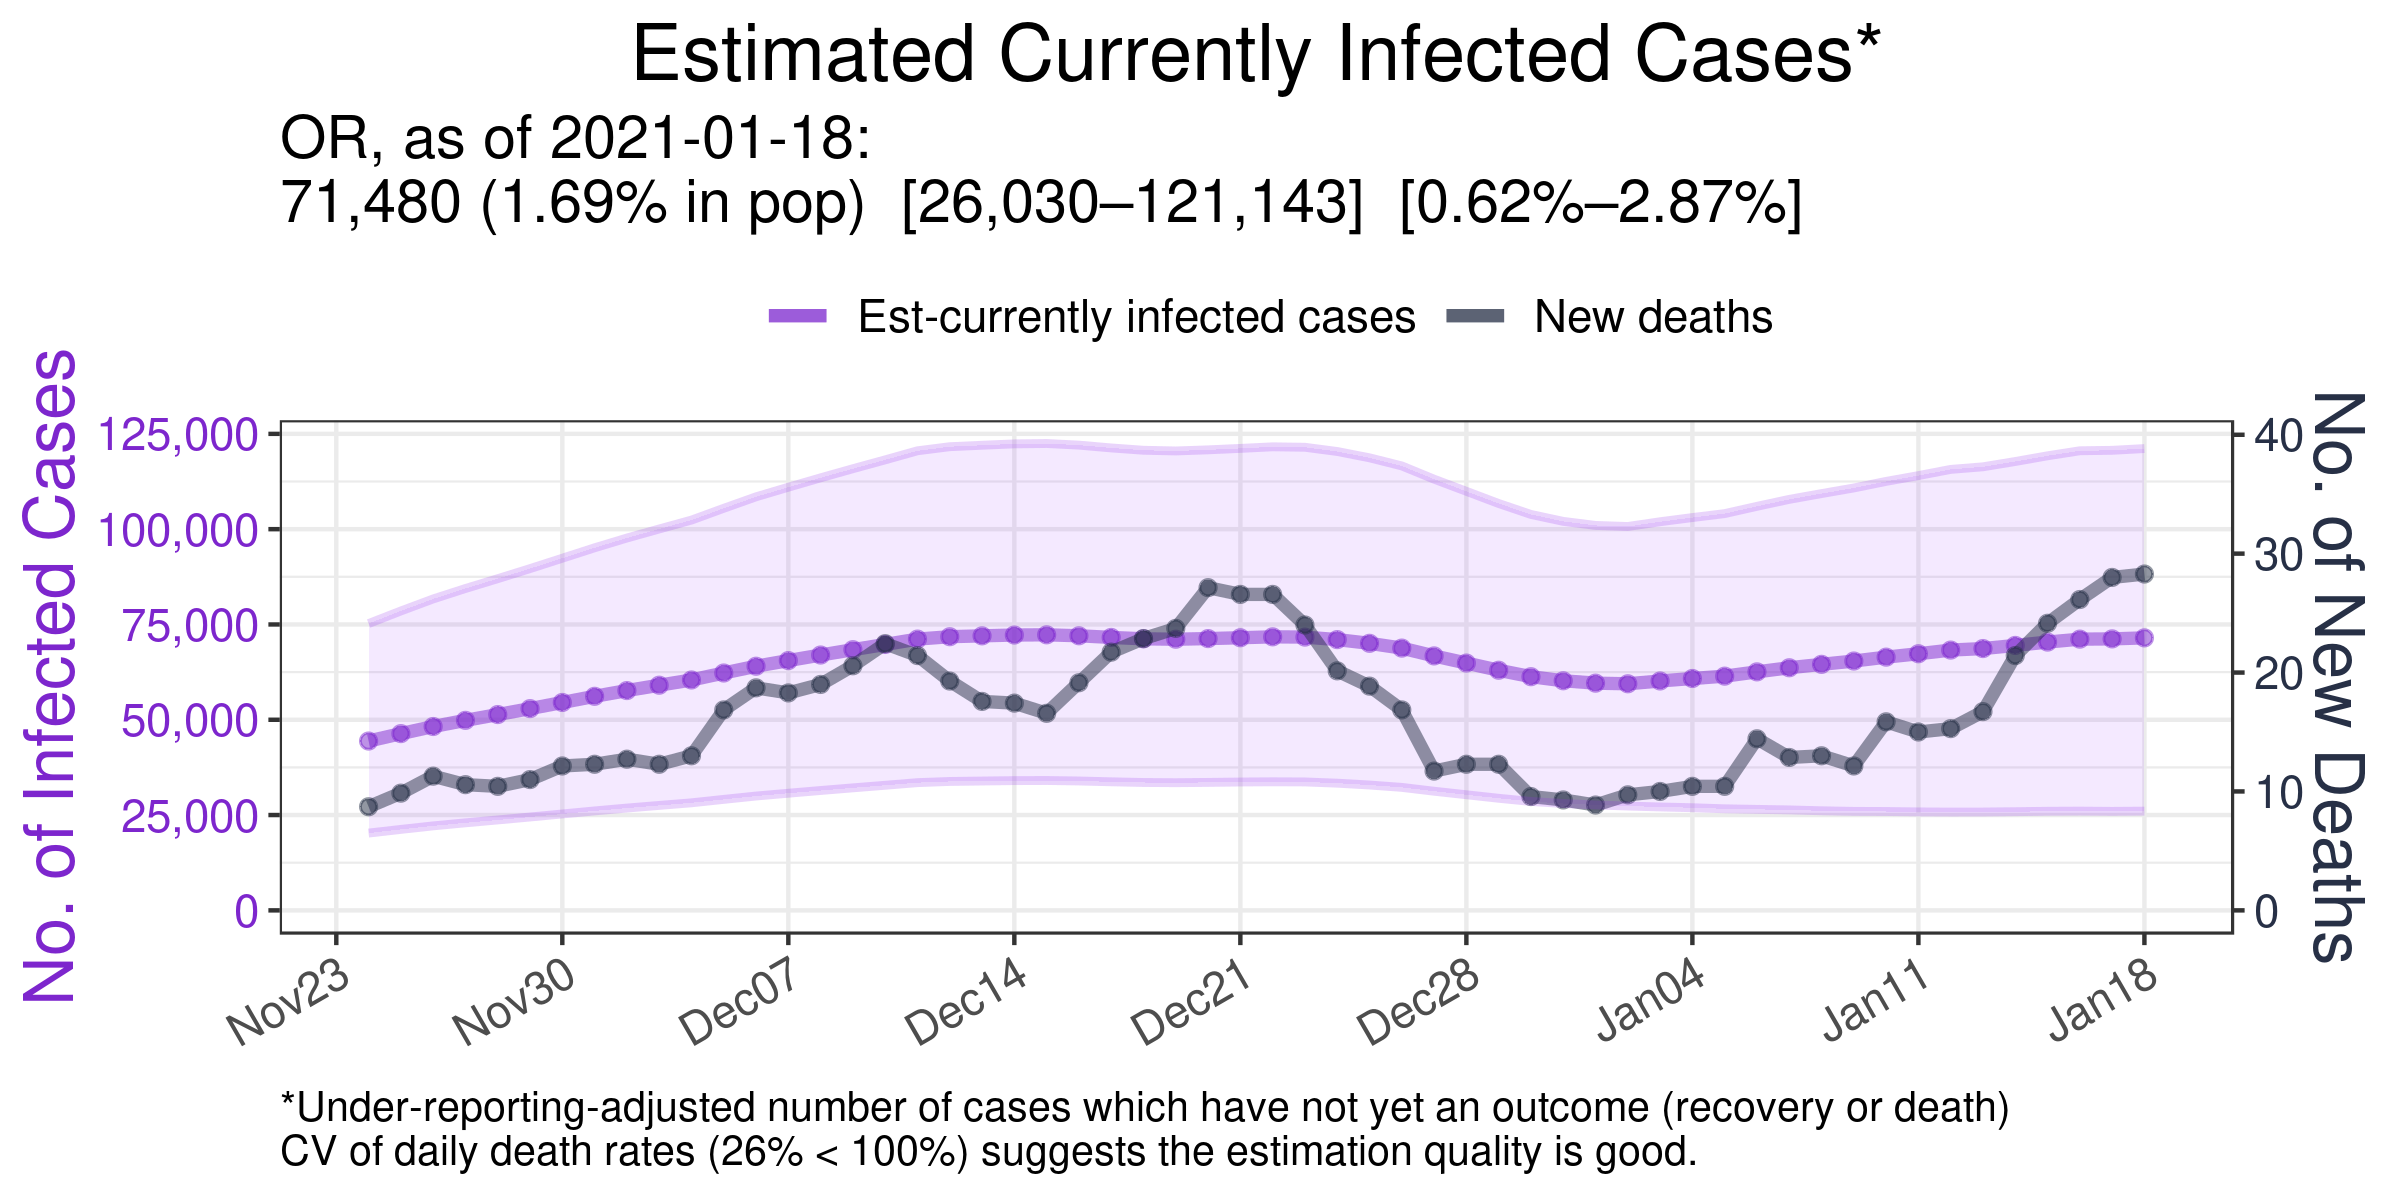 Estimated Currently Infected Cases*
OR, as of 2021-01-18:
71,480 (1.69% in pop)  [26,030–121,143]  [0.62%–2.87%]
Est-currently infected cases
New deaths
No. of Infected Cases
125,000
100,000
75,000
50,000
25,000
0
40
30
20
10
0
No. of New Deaths
Nov23
Nov30
Dec07
Dec14
Dec21
Dec28
Jan04
Jan11
Jan18
*Under-reporting-adjusted number of cases which have not yet an outcome (recovery or death)
CV of daily death rates (26% < 100%) suggests the estimation quality is good.